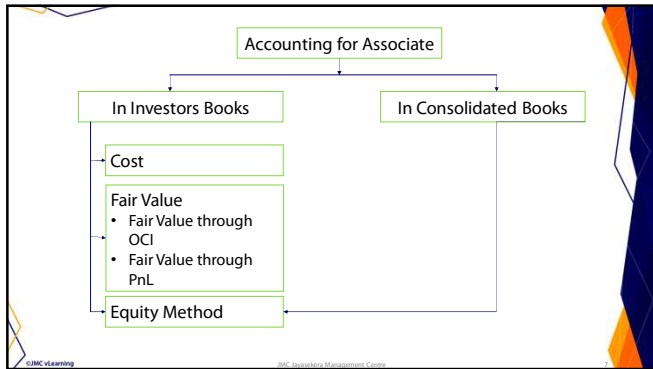 Accounting for Associate
In Investors Books
In Consolidated Books
Cost
Fair Value
• Fair Value through
OCI
• Fair Value through
PnL
Equity Method
©JMC vLearning
JMC Jayasekera Management Centre
7